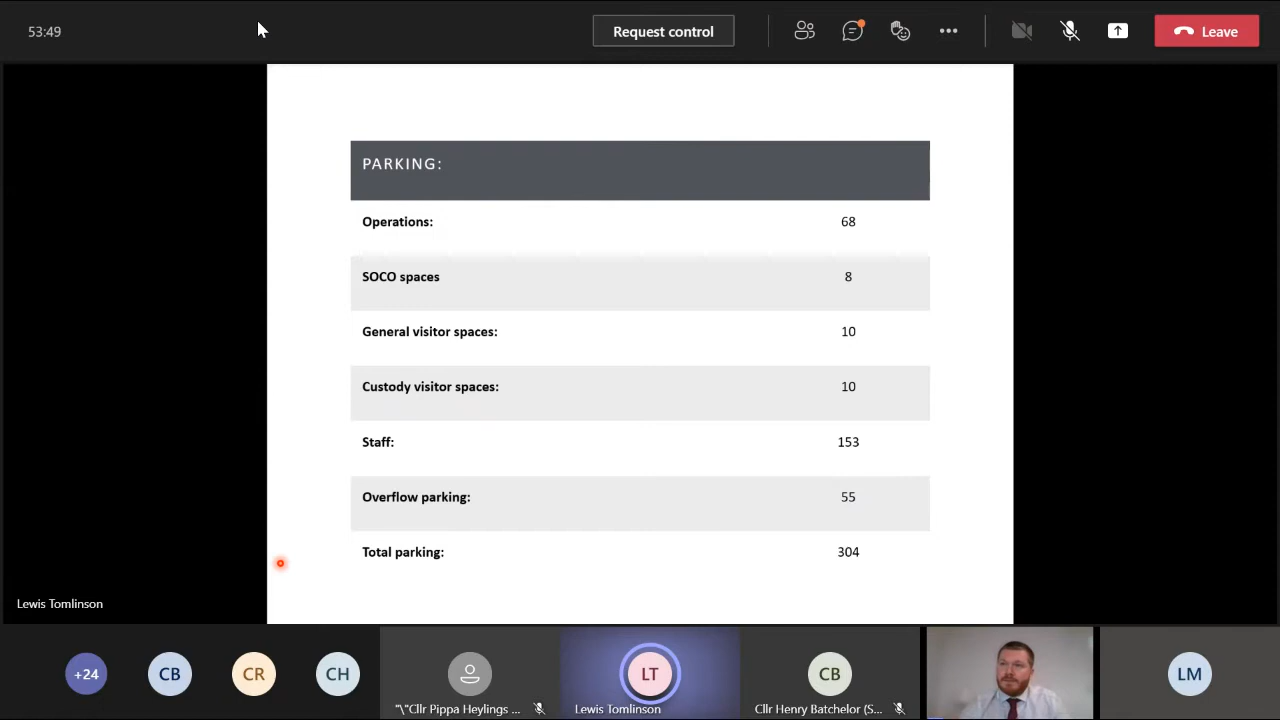 53:49
Request control
Leave
PARKING:
Operations: 68
SOCO spaces 8
General visitor spaces: 10
Custody visitor spaces: 10
Staff: 153
Overflow parking: 55
Total parking: 304
Lewis Tomlinson
+24
CB
CR
CH
"\"Cllr Pippa Heylings ...
LT
Lewis Tomlinson
CB
Cllr Henry Batchelor (S...
LM